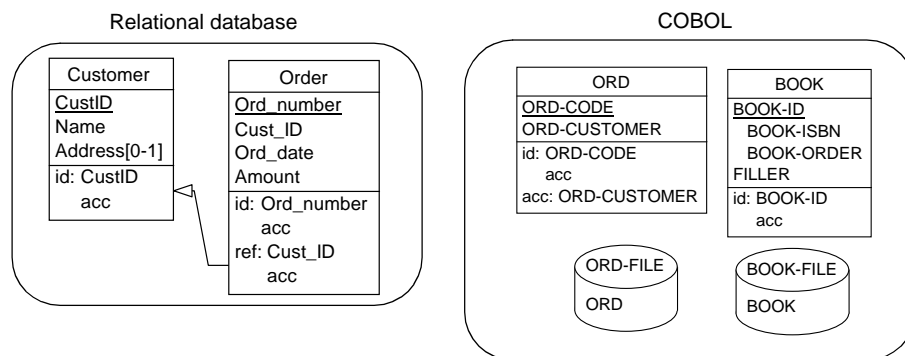 Relational database
Customer
CustID
Name
Address[0-1]
id: CustID
acc
Order
Ord_number
Cust_ID
Ord_date
Amount
id: Ord_number
acc
ref: Cust_ID
acc
COBOL
ORD
ORD-CODE
ORD-CUSTOMER
id: ORD-CODE
acc
acc: ORD-CUSTOMER
BOOK
BOOK-ID
BOOK-ISBN
BOOK-ORDER
FILLER
id: BOOK-ID
acc
ORD-FILE
ORD
BOOK-FILE
BOOK